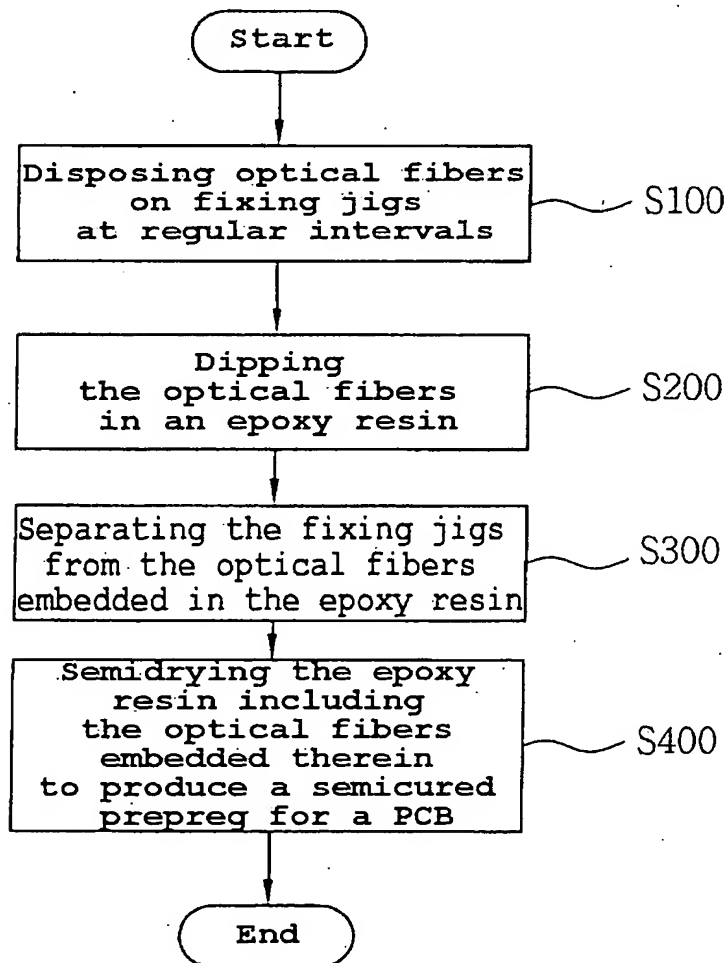 Start
Disposing optical fibers
on fixing jigs
at regular intervals
S100
Dipping
the optical fibers
in an epoxy resin
S200
Separating the fixing jigs
from the optical fibers
embedded in the epoxy resin
S300
Semidrying the epoxy
resin including
the optical fibers
embedded therein
to produce a semicured
prepreg for a PCB
S400
End